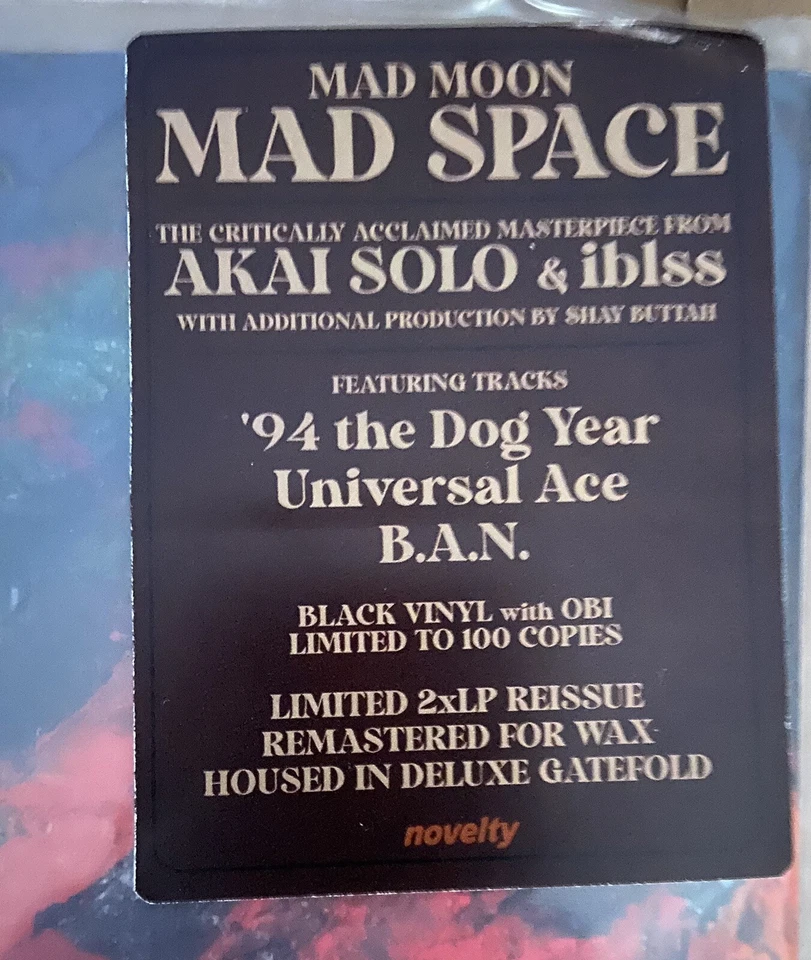 MAD MOON
MAD SPACE
THE CRITICALLY ACCLAIMED MASTERPIECE FROM
AKAI SOLO & iblss
WITH ADDITIONAL PRODUCTION BY SHAY BUTTAH
FEATURING TRACKS
'94 the Dog Year
Universal Ace
B.A.N.
BLACK VINYL with OBI
LIMITED TO 100 COPIES
LIMITED 2xLP REISSUE
REMASTERED FOR WAX
HOUSED IN DELUXE GATEFOLD
novelty